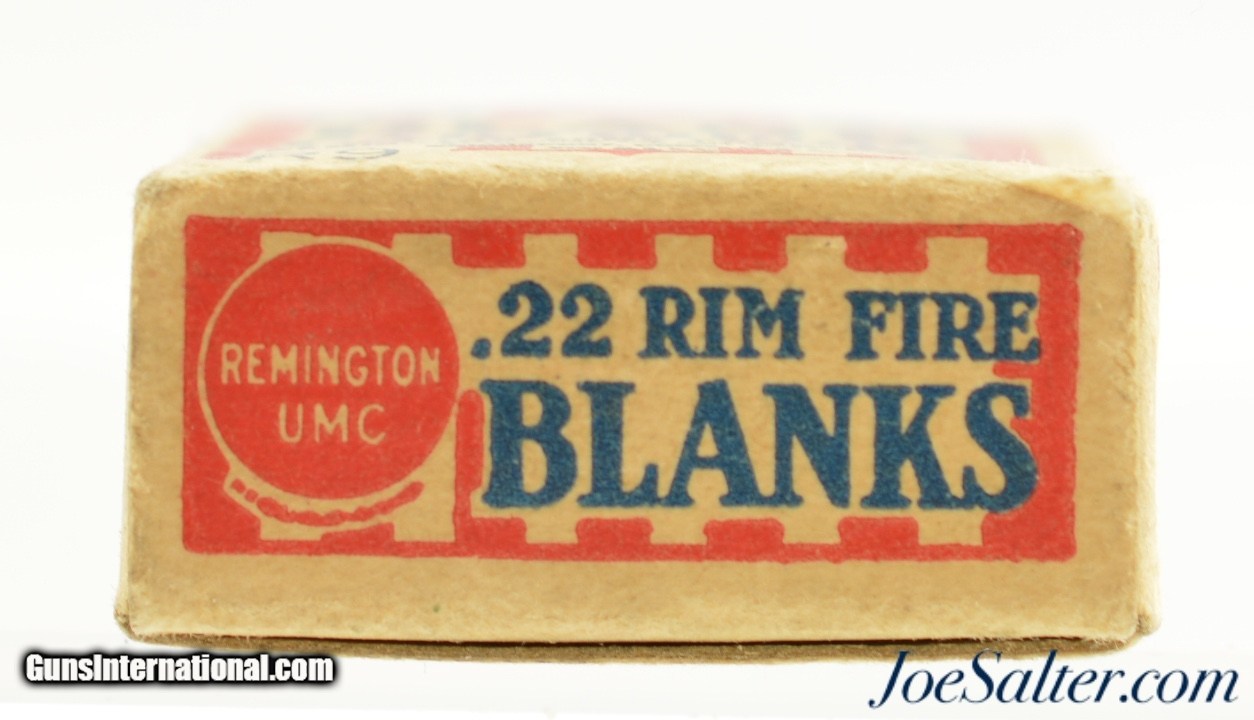 REMINGTON
UMC
.22 RIM FIRE
BLANKS
GunsInternational.com
JoeSalter.com